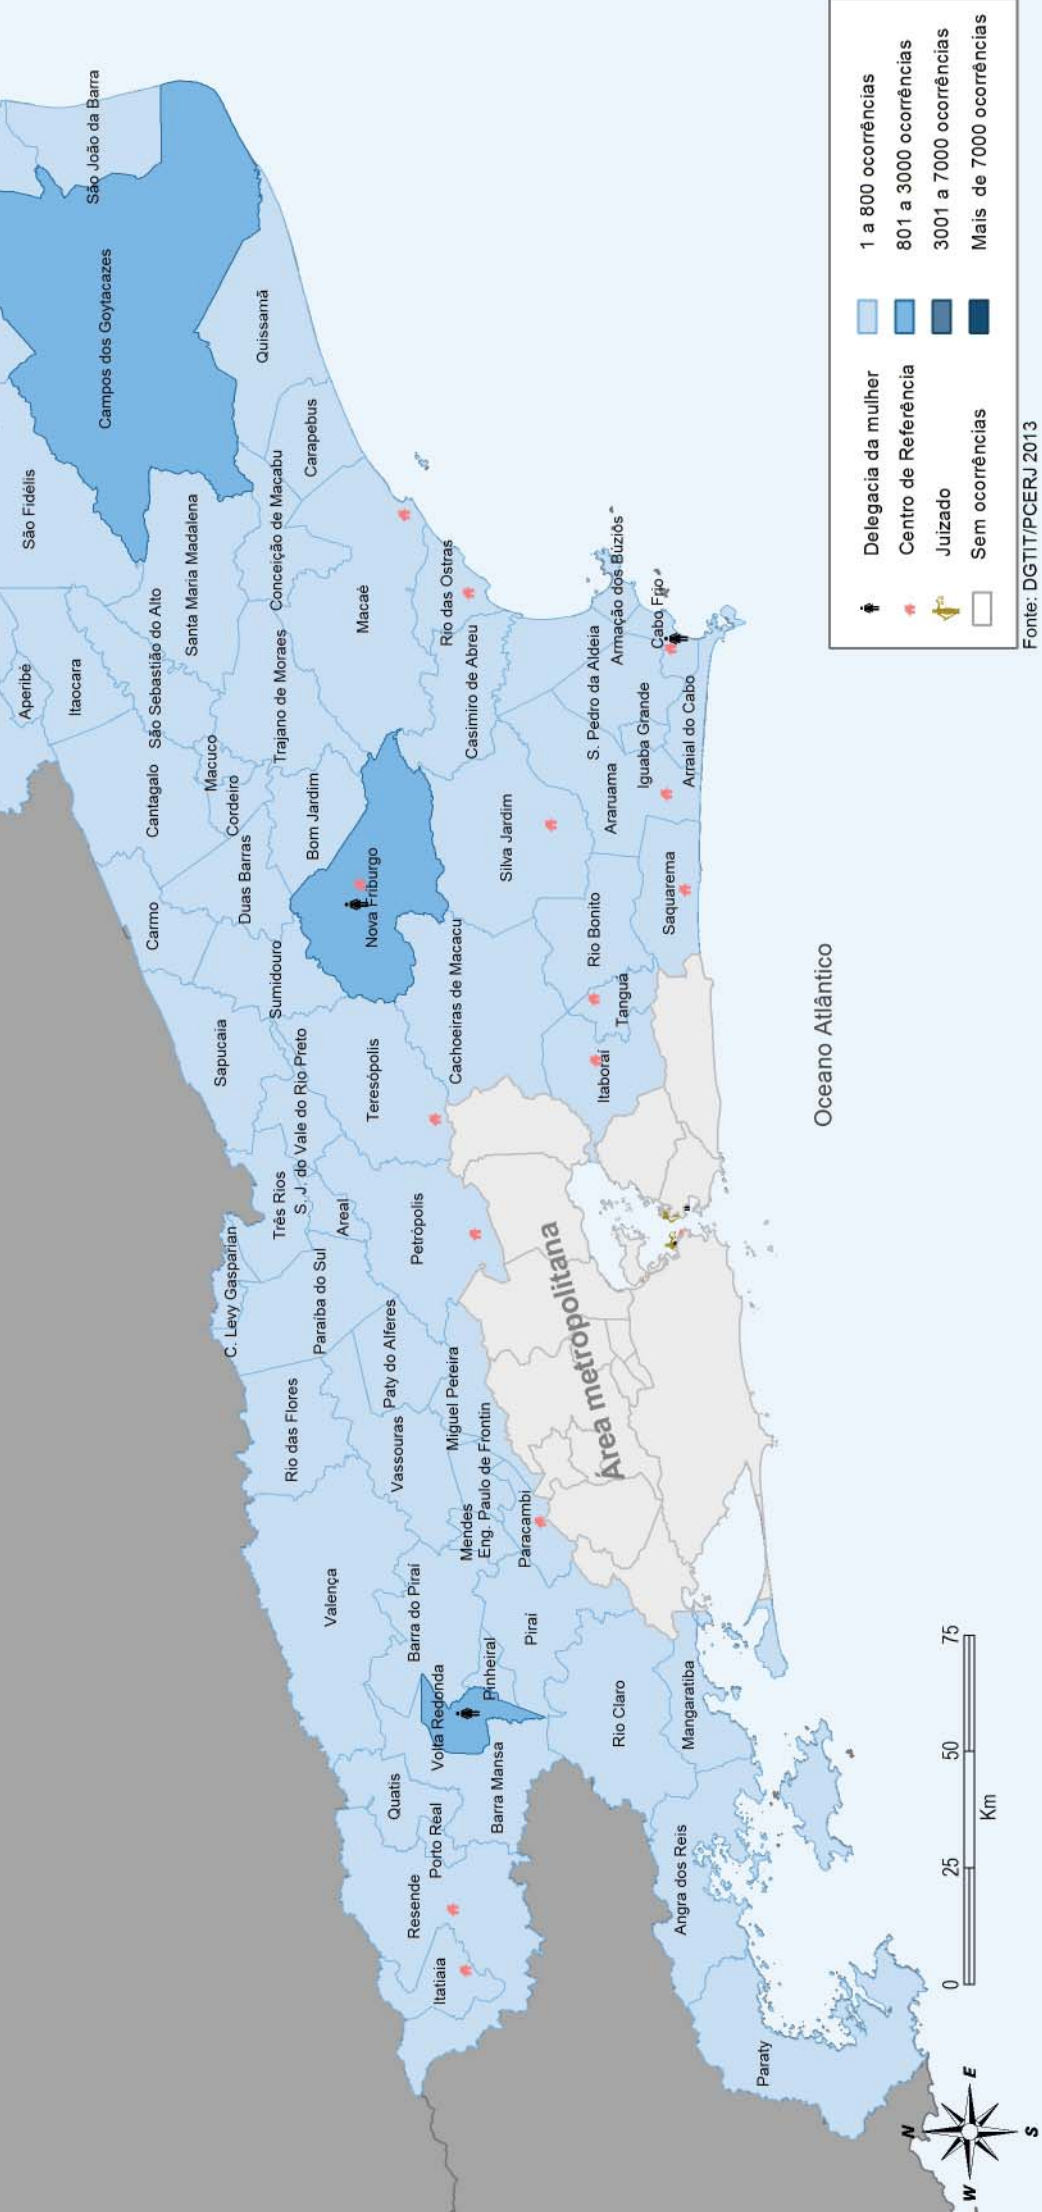 São João da Barra
Campos dos Goytacazes
São Fidélis
Quissamã
Carapebus
Conceição de Macabu
Santa Maria Madalena
Macaé
Rio das Ostras
Casimiro de Abreu
Aperibé
Itaocara
São Sebastião do Alto
Trajano de Moraes
Cantagalo
Macuco
Cordeiro
Bom Jardim
Duas Barras
Carmo
Nova Friburgo
Sumidouro
Silva Jardim
Armação dos Búzios
Cabo Frio
S. Pedro da Aldeia
Iguaba Grande
Arraial do Cabo
Araruama
Saquarema
Rio Bonito
Tanguá
Cachoeiras de Macacu
Itaboraí
Sapucaia
S. J. do Vale do Rio Preto
Teresópolis
Três Rios
Areal
Petrópolis
C. Levy Gasparian
Paraíba do Sul
Paty do Alferes
Miguel Pereira
Rio das Flores
Vassouras
Eng. Paulo de Frontin
Mendes
Paracambi
Área metropolitana
Valença
Barra do Piraí
Piraí
Pinheiral
Volta Redonda
Barra Mansa
Rio Claro
Mangaratiba
Quatis
Porto Real
Resende
Itatiaia
Angra dos Reis
Paraty
Oceano Atlântico
Delegacia da mulher
Centro de Referência
Juizado
Sem ocorrências
1 a 800 ocorrências
801 a 3000 ocorrências
3001 a 7000 ocorrências
Mais de 7000 ocorrências
Fonte: DGTIT/PCERJ 2013
0 25 50 75
Km
N
W E
S